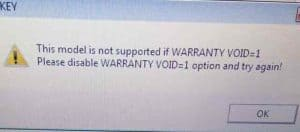 KEY
This model is not supported if WARRANTY VOID=1
Please disable WARRANTY VOID=1 option and try again!
OK